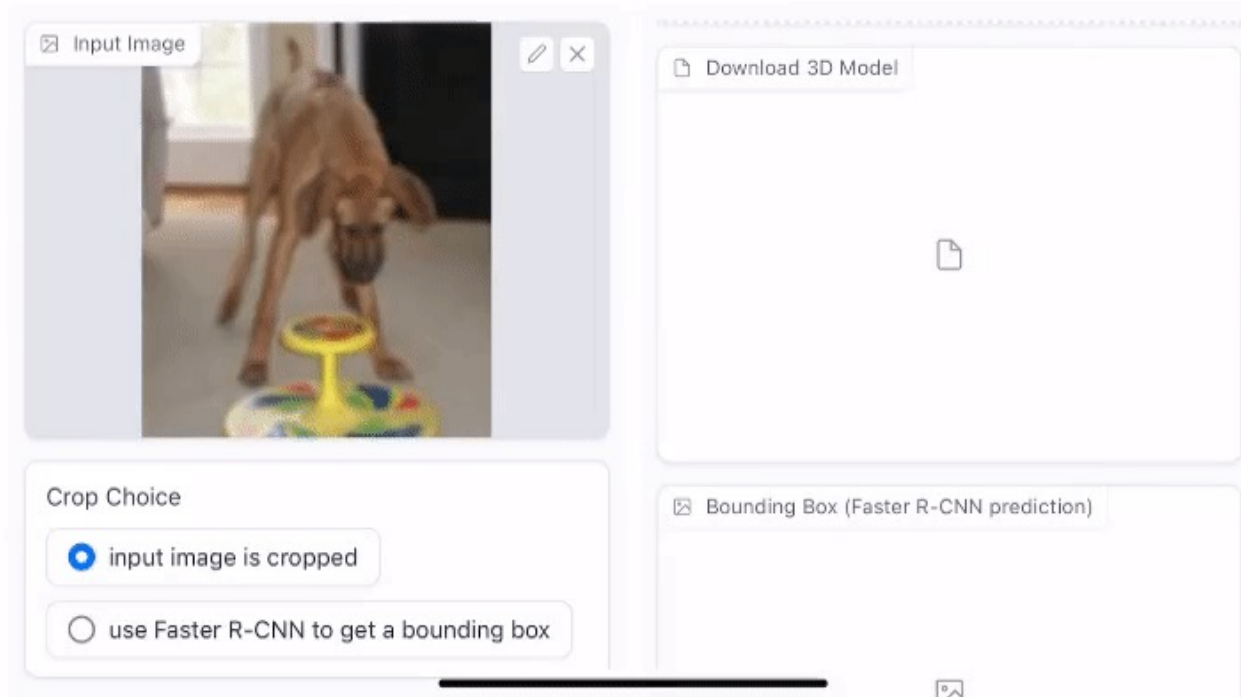 Input Image
Download 3D Model
Crop Choice
input image is cropped
use Faster R-CNN to get a bounding box
Bounding Box (Faster R-CNN prediction)